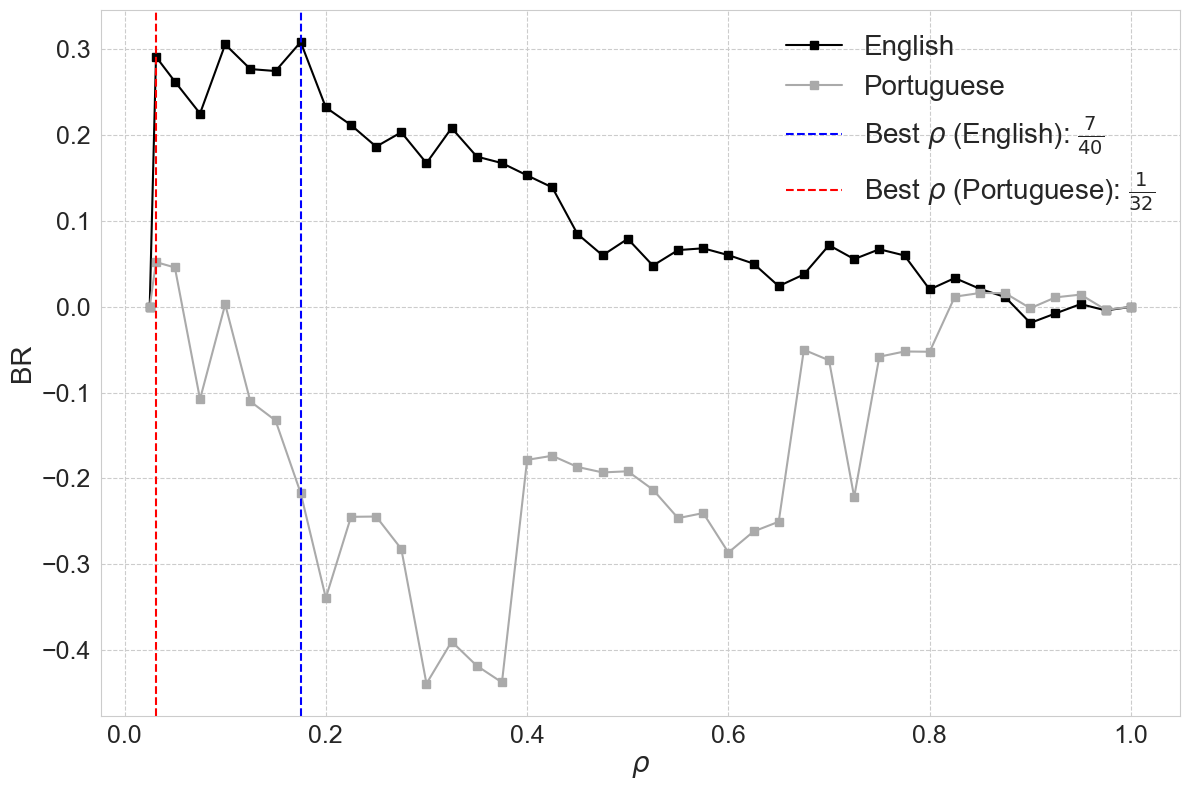 English
Portuguese
Best ρ (English): 7/40
Best ρ (Portuguese): 1/32
BR
0.3
0.2
0.1
0.0
−0.1
−0.2
−0.3
−0.4
0.0 0.2 0.4 0.6 0.8 1.0
ρ